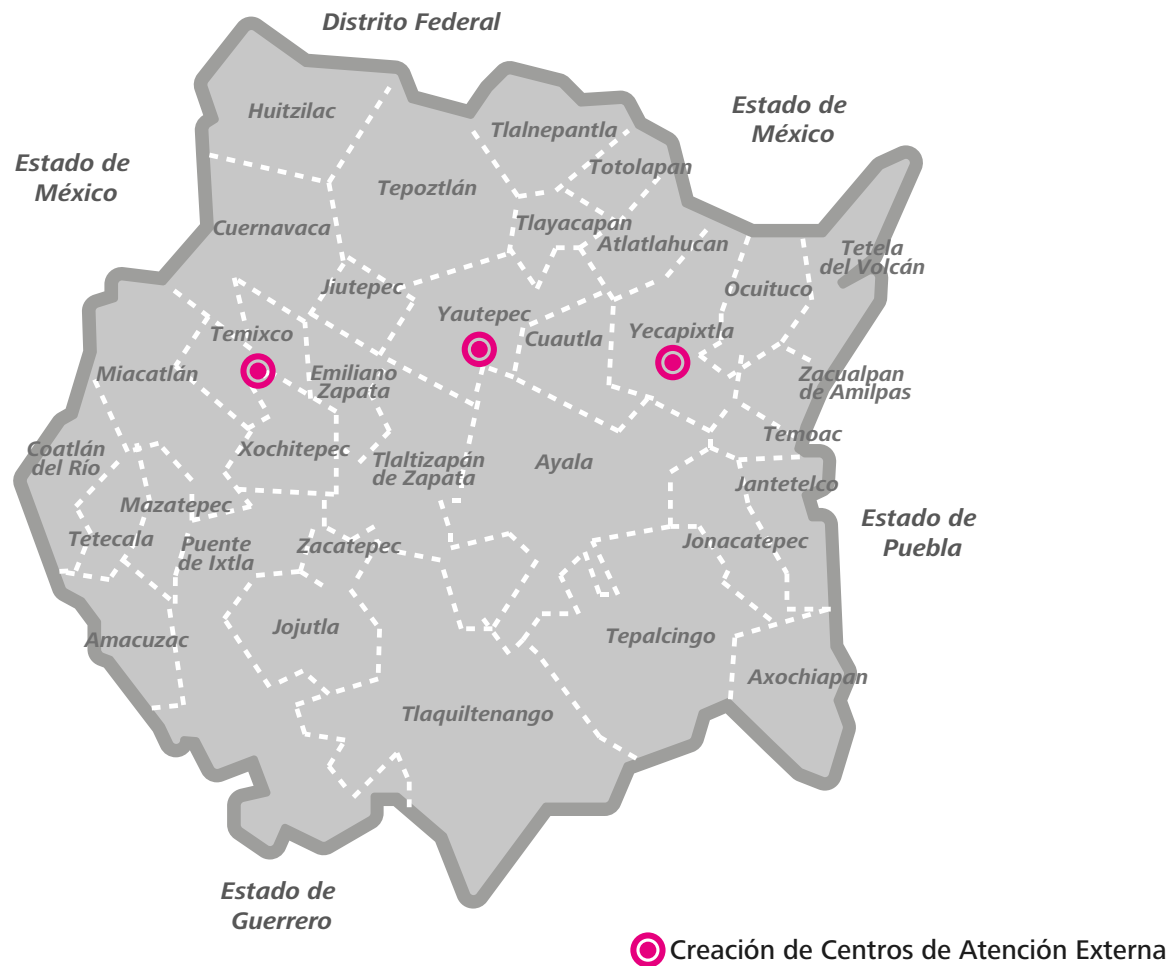 Distrito Federal
Estado de
México
Huitzilac
Tlalnepantla
Estado de
México
Totolapan
Tepoztlán
Cuernavaca
Tlayacapan
Atlatlahucan
Tetela
del Volcán
Jiutepec
Ocuituco
Yautepec
Temixco
Cuautla
Yecapixtla
Miacatlán
Emiliano
Zapata
Zacualpan
de Amilpas
Coatlán
del Río
Xochitepec
Tlaltizapán
de Zapata
Ayala
Temoac
Jantetelco
Mazatepec
Estado de
Puebla
Tetecala
Puente
de Ixtla
Zacatepec
Jonacatepec
Amacuzac
Jojutla
Tepalcingo
Axochiapan
Tlaquiltenango
Estado de
Guerrero
Creación de Centros de Atención Externa